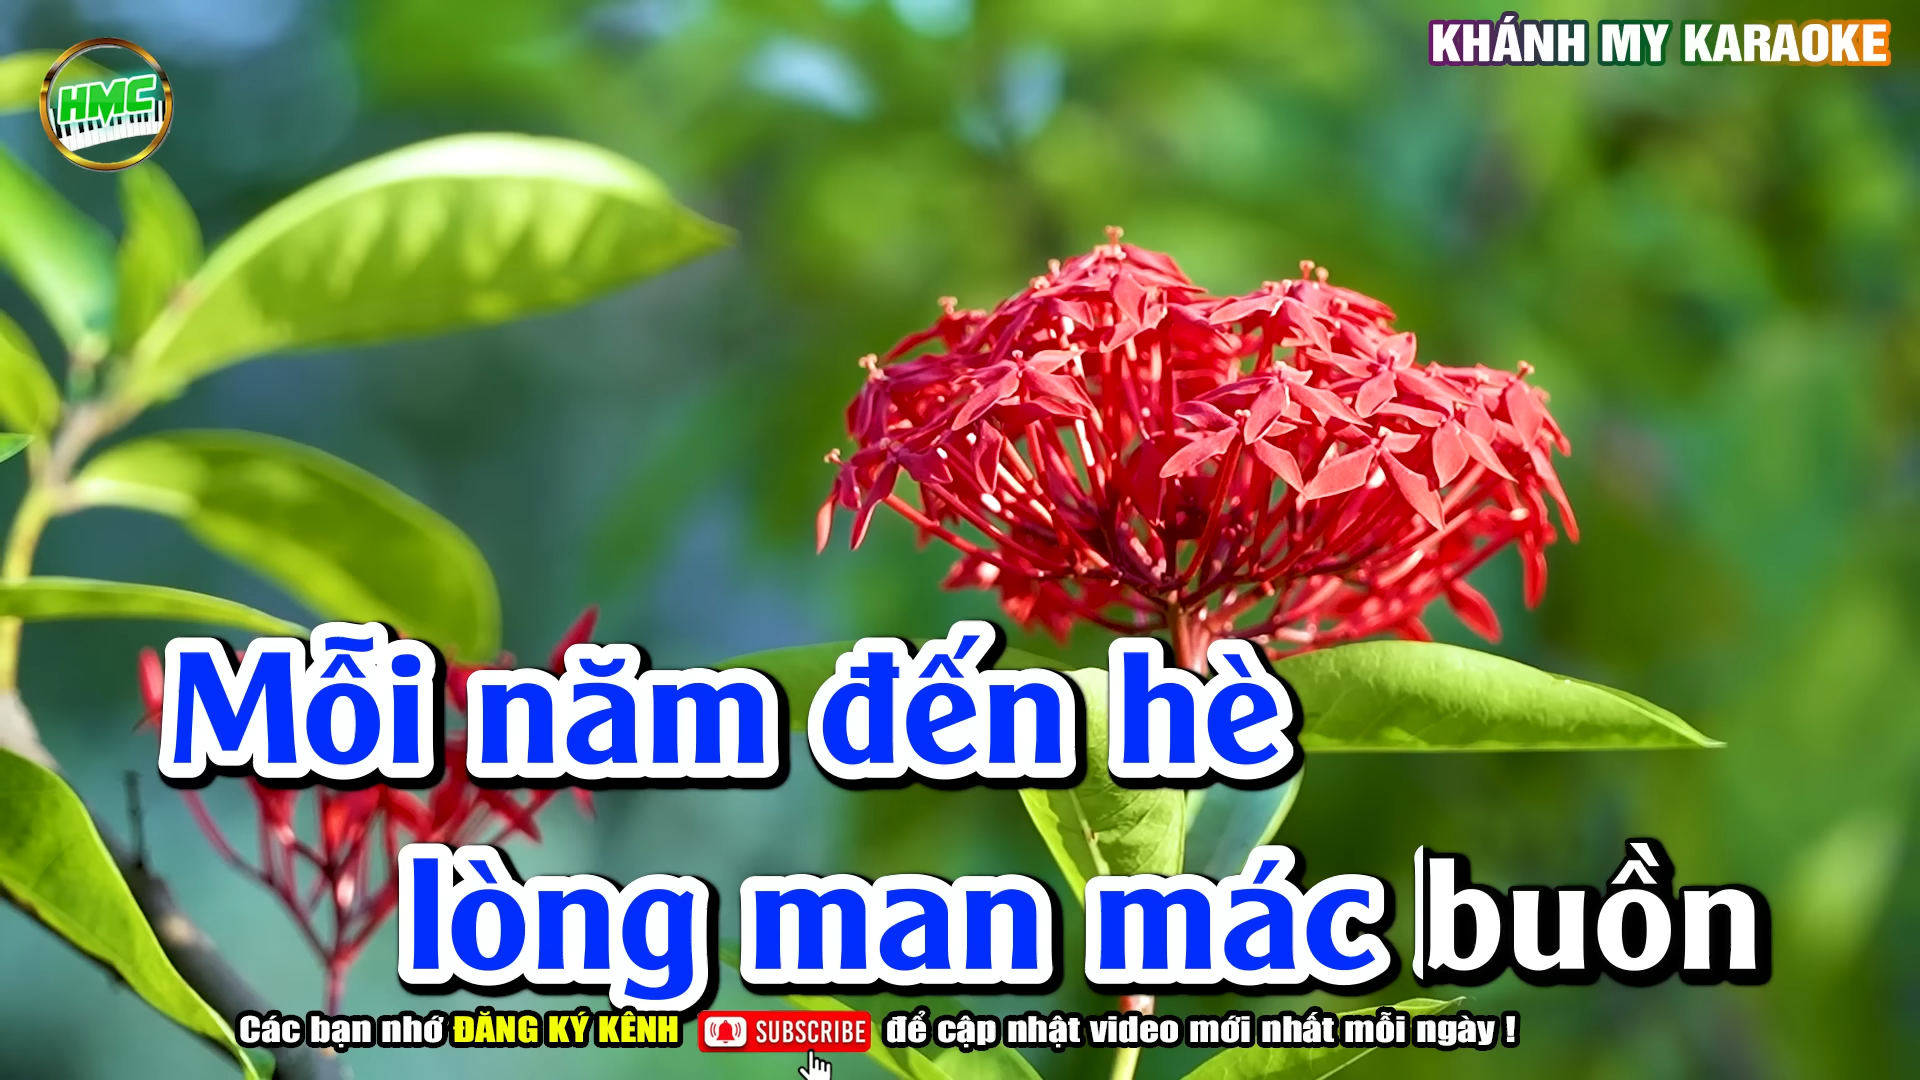 KHÁNH MY KARAOKE
HMC
Mỗi năm đến hè
lòng man mác buồn
Các bạn nhớ ĐĂNG KÝ KÊNH SUBSCRIBE để cập nhật video mới nhất mỗi ngày !